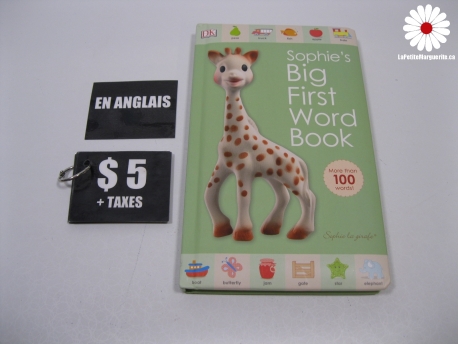 LaPetiteMarguerite.ca
EN ANGLAIS
$ 5
+ TAXES
DK
Sophie's
Big
First
Word
Book
More than
100
words!
Sophie la girafe
boat
butterfly
jam
gate
star
elephant